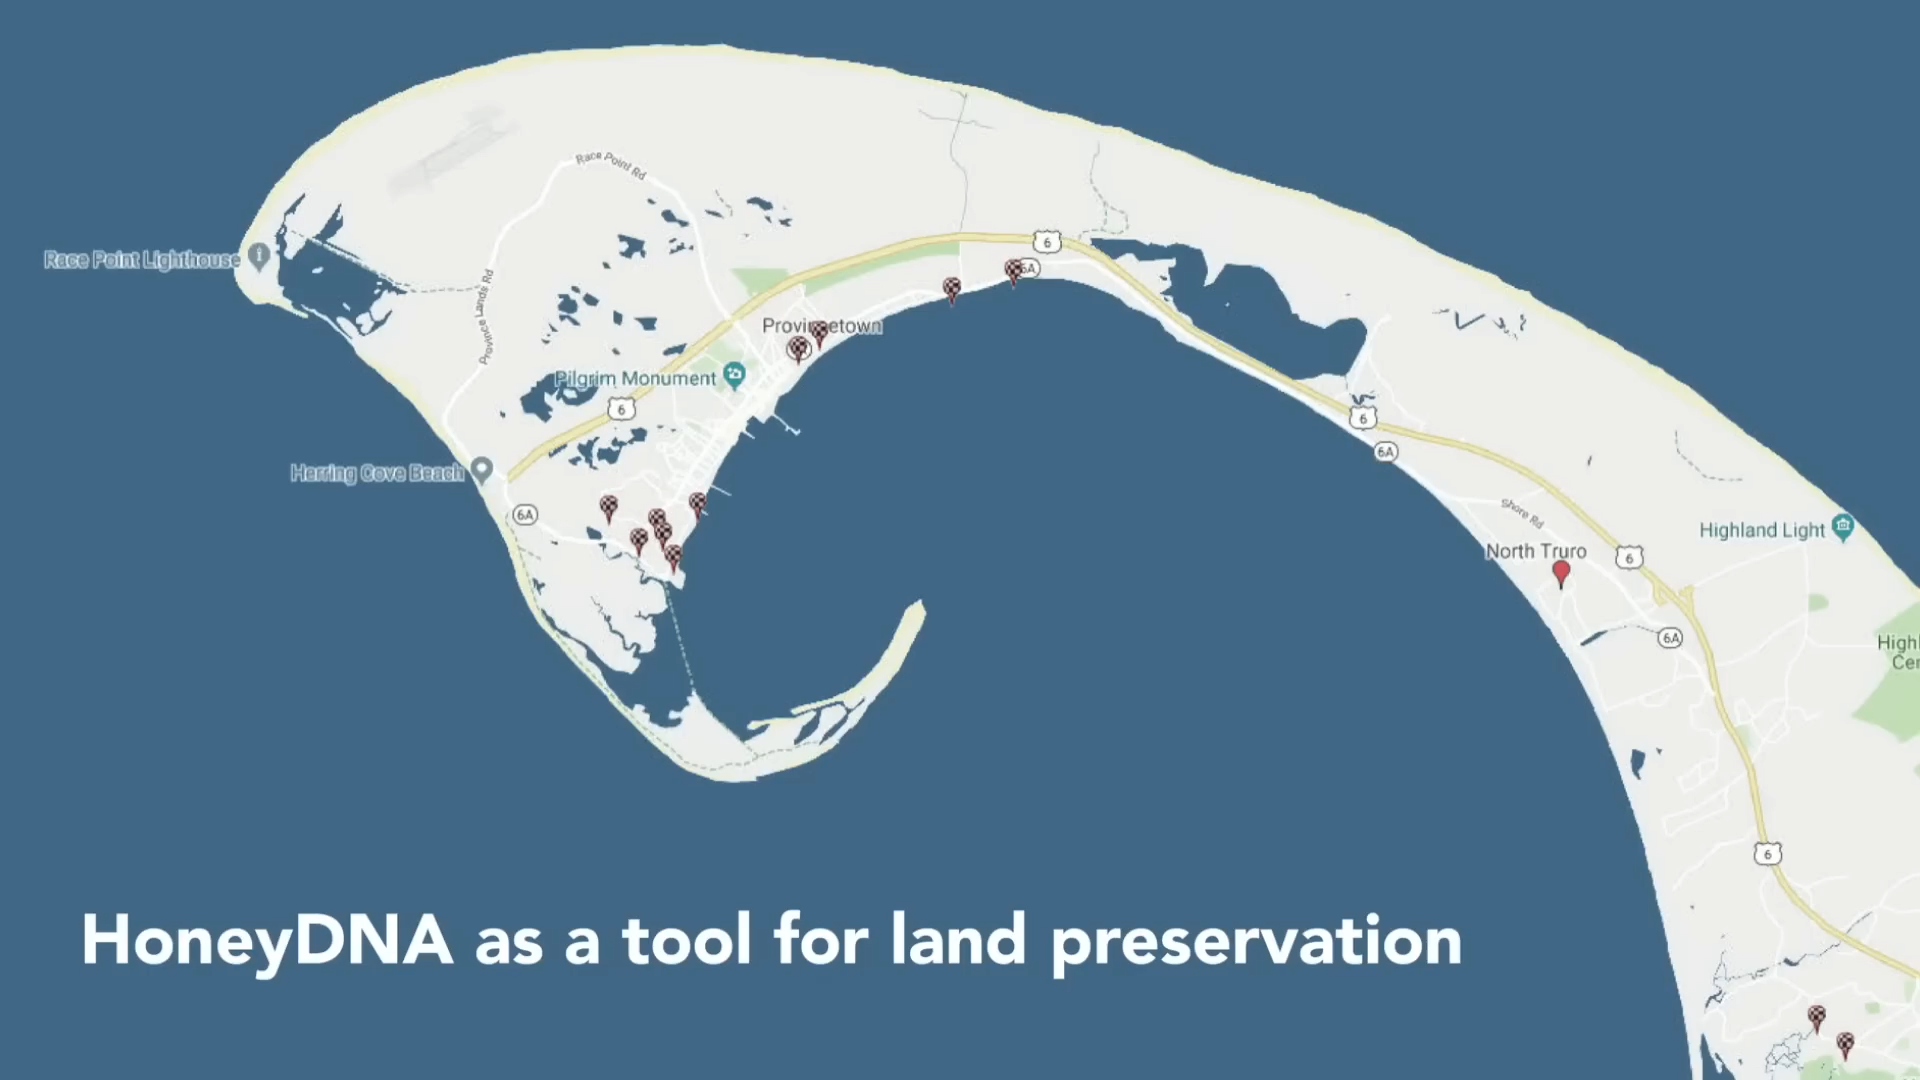 Race Point Rd
6
Race Point Lighthouse
6A
Province Lands Rd
Provincetown
Pilgrim Monument
6
6
6A
Herring Cove Beach
6A
Shore Rd
Highland Light
North Truro
6
6A
6
HoneyDNA as a tool for land preservation